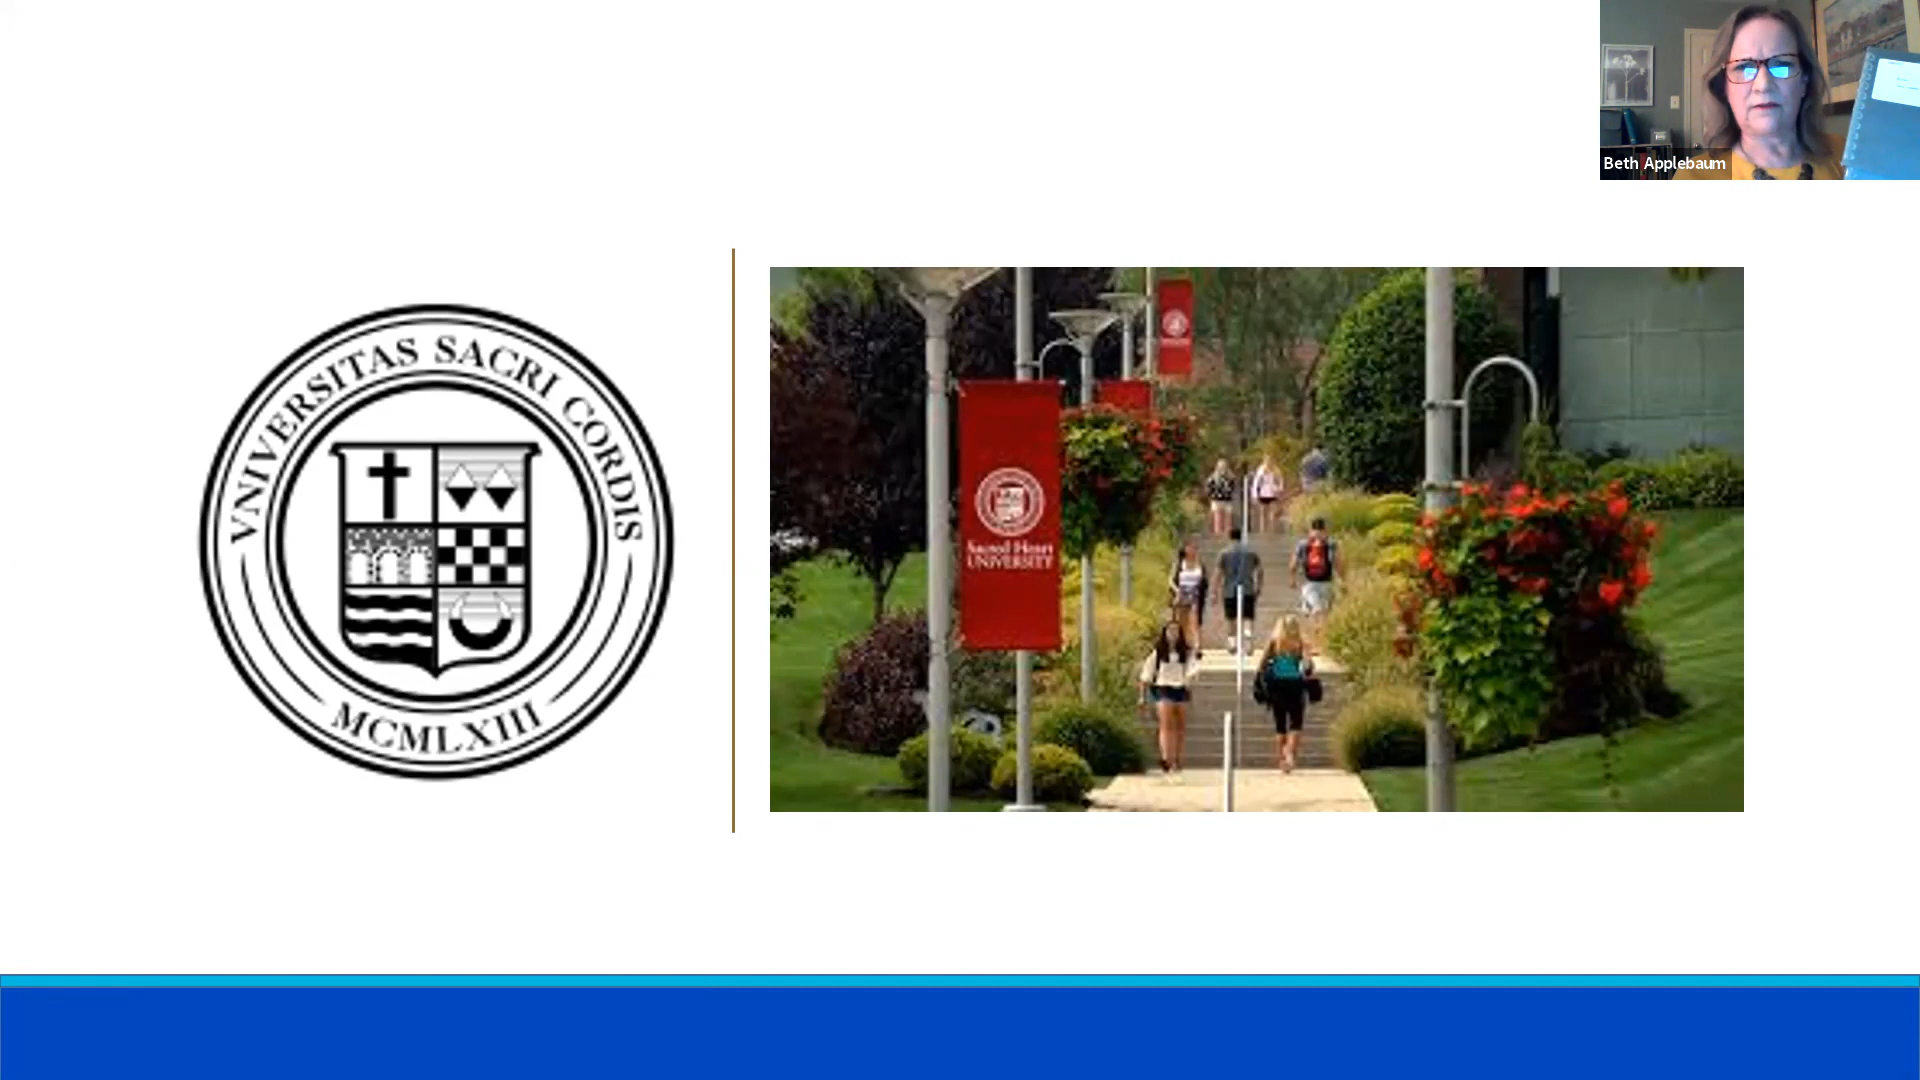 Beth Applebaum
VNIVERSITAS SACRI CORDIS
MCMLXIII
Sacred Heart
UNIVERSITY